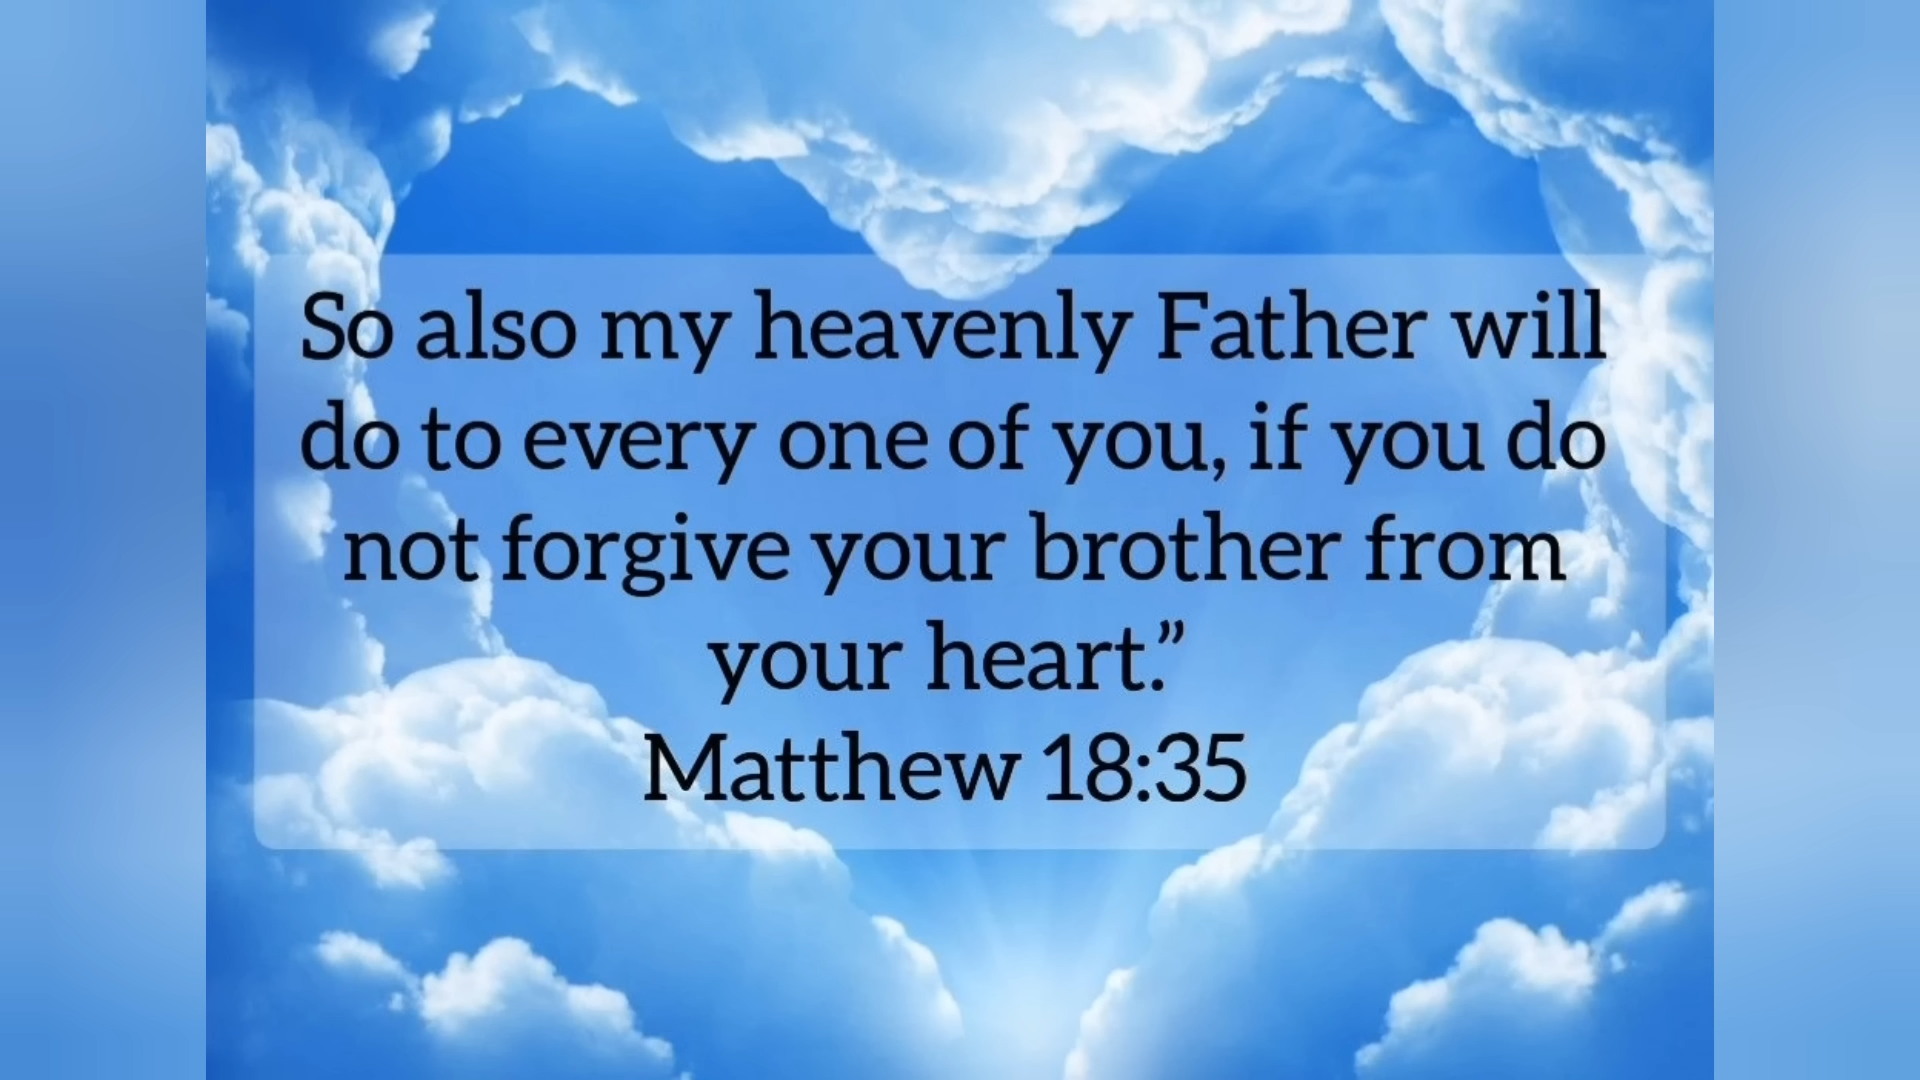 So also my heavenly Father will
do to every one of you, if you do
not forgive your brother from
your heart.”
Matthew 18:35